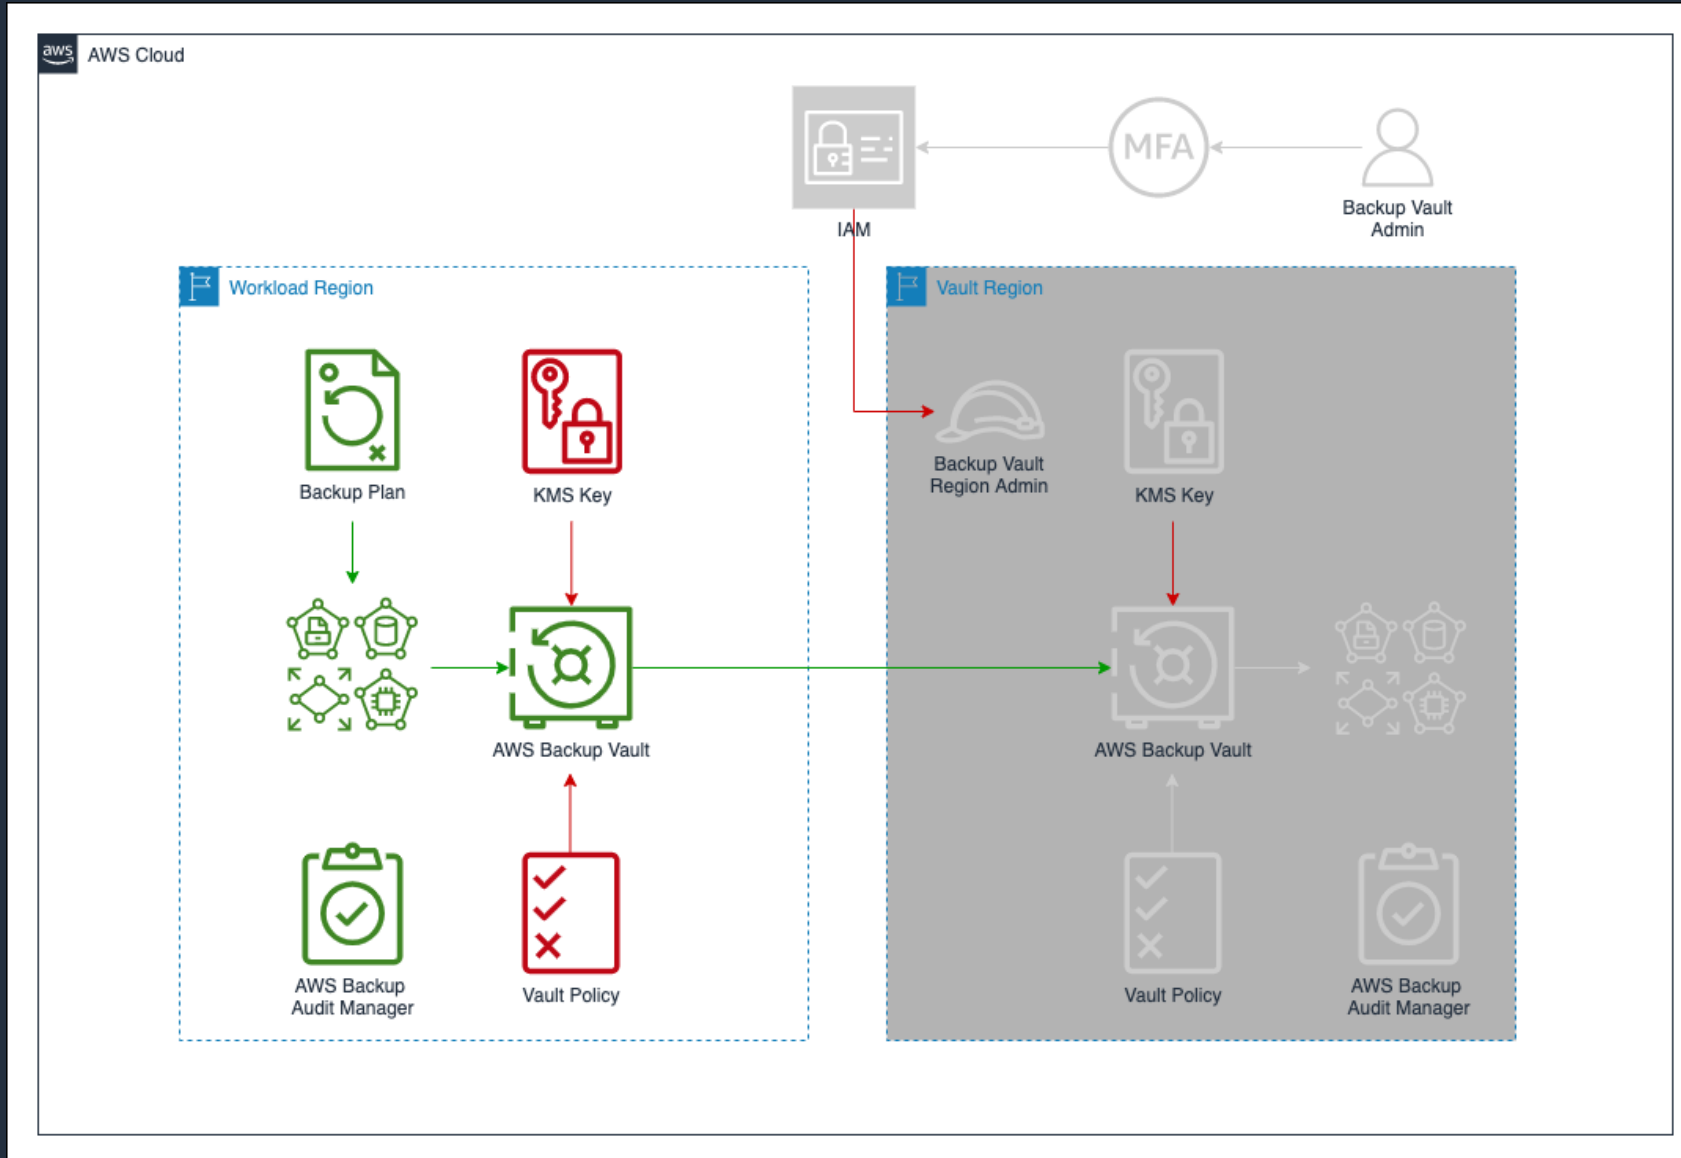 aws
AWS Cloud
MFA
IAM
Backup Vault
Admin
Workload Region
Vault Region
Backup Plan
KMS Key
Backup Vault
Region Admin
KMS Key
AWS Backup Vault
AWS Backup Vault
AWS Backup
Audit Manager
Vault Policy
Vault Policy
AWS Backup
Audit Manager